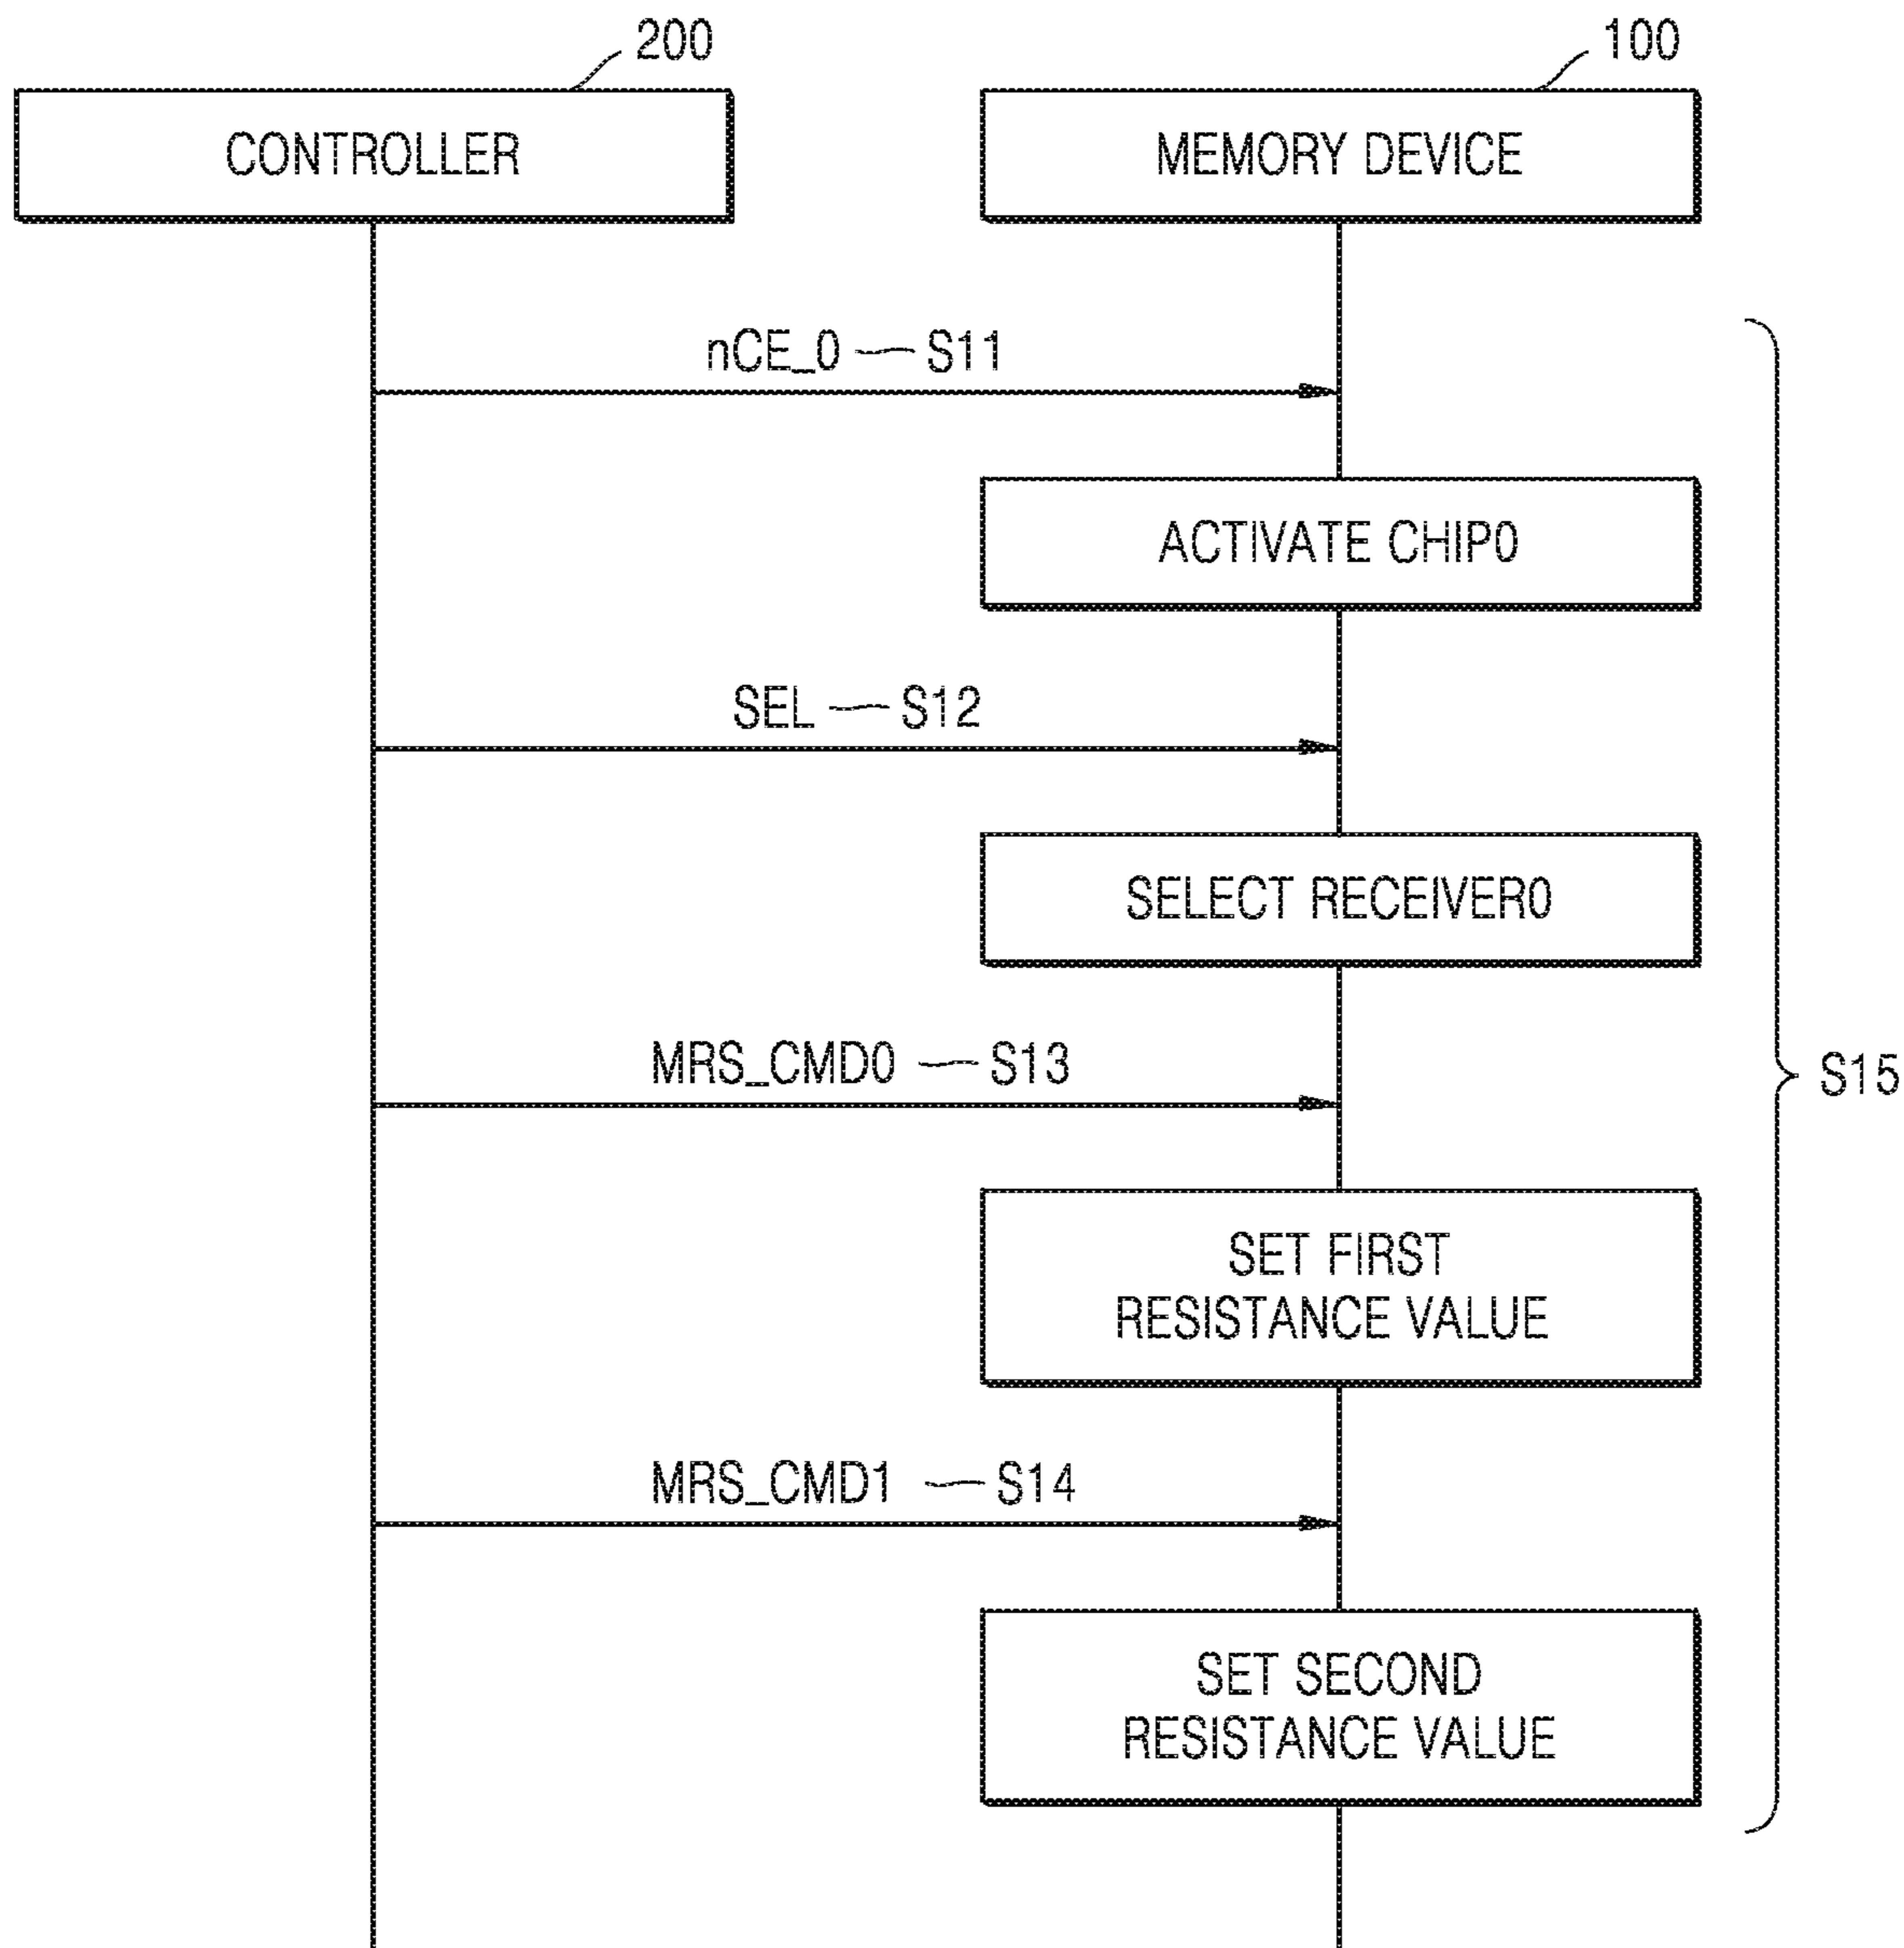 200
100
CONTROLLER
MEMORY DEVICE
nCE_0 S11
ACTIVATE CHIP0
SEL S12
SELECT RECEIVER0
MRS_CMD0 S13
S15
SET FIRST
RESISTANCE VALUE
MRS_CMD1 S14
SET SECOND
RESISTANCE VALUE